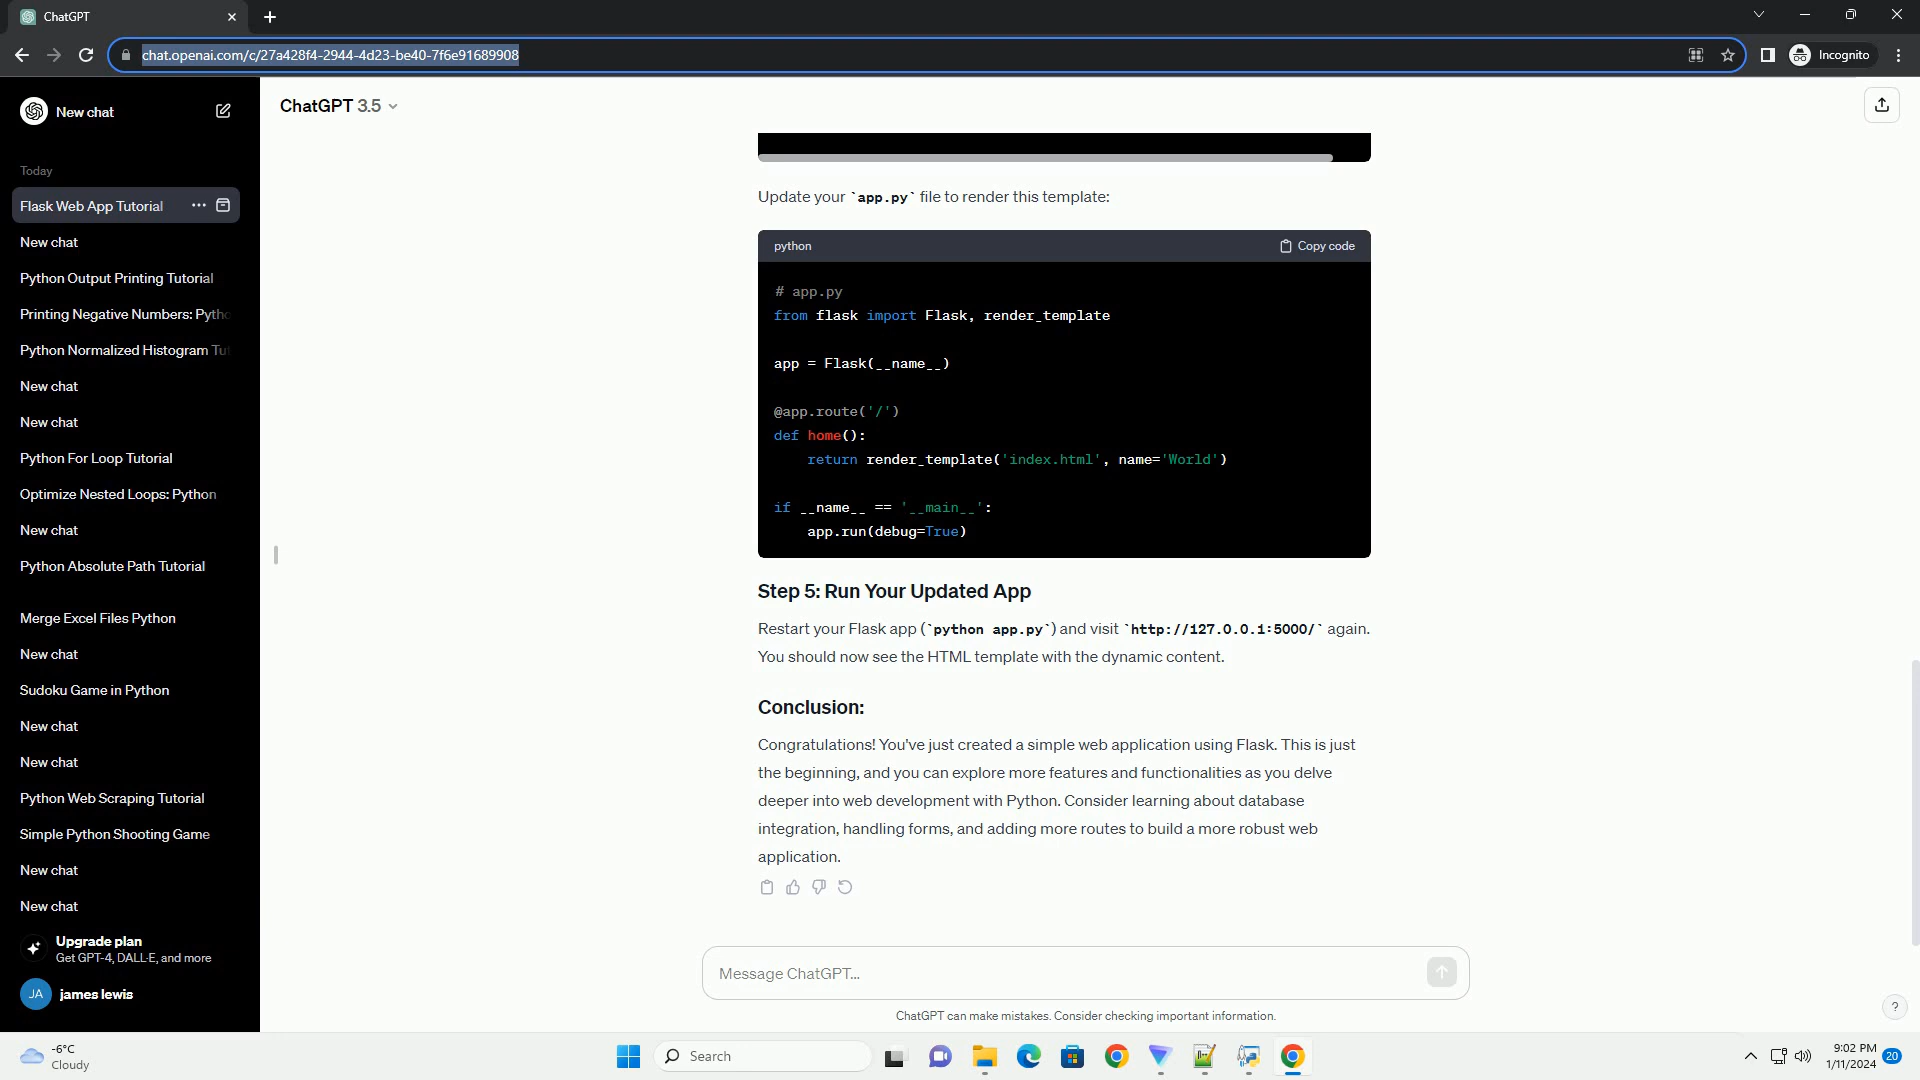 ChatGPT
chat.openai.com/c/27a428f4-2944-4d23-be40-7f6e91689908
Incognito
New chat
Today
Flask Web App Tutorial
New chat
Python Output Printing Tutorial
Printing Negative Numbers: Pytho
Python Normalized Histogram Tut
New chat
New chat
Python For Loop Tutorial
Optimize Nested Loops: Python
New chat
Python Absolute Path Tutorial
Merge Excel Files Python
New chat
Sudoku Game in Python
New chat
New chat
Python Web Scraping Tutorial
Simple Python Shooting Game
New chat
New chat
Upgrade plan
Get GPT-4, DALL·E, and more
JA james lewis
ChatGPT 3.5
Update your `app.py` file to render this template:
python Copy code
# app.py
from flask import Flask, render_template
app = Flask(__name__)
@app.route('/')
def home():
    return render_template('index.html', name='World')
if __name__ == '__main__':
    app.run(debug=True)
Step 5: Run Your Updated App
Restart your Flask app (`python app.py`) and visit `http://127.0.0.1:5000/` again.
You should now see the HTML template with the dynamic content.
Conclusion:
Congratulations! You've just created a simple web application using Flask. This is just
the beginning, and you can explore more features and functionalities as you delve
deeper into web development with Python. Consider learning about database
integration, handling forms, and adding more routes to build a more robust web
application.
Message ChatGPT...
ChatGPT can make mistakes. Consider checking important information.
?
-6°C
Cloudy
Search
9:02 PM
1/11/2024
20